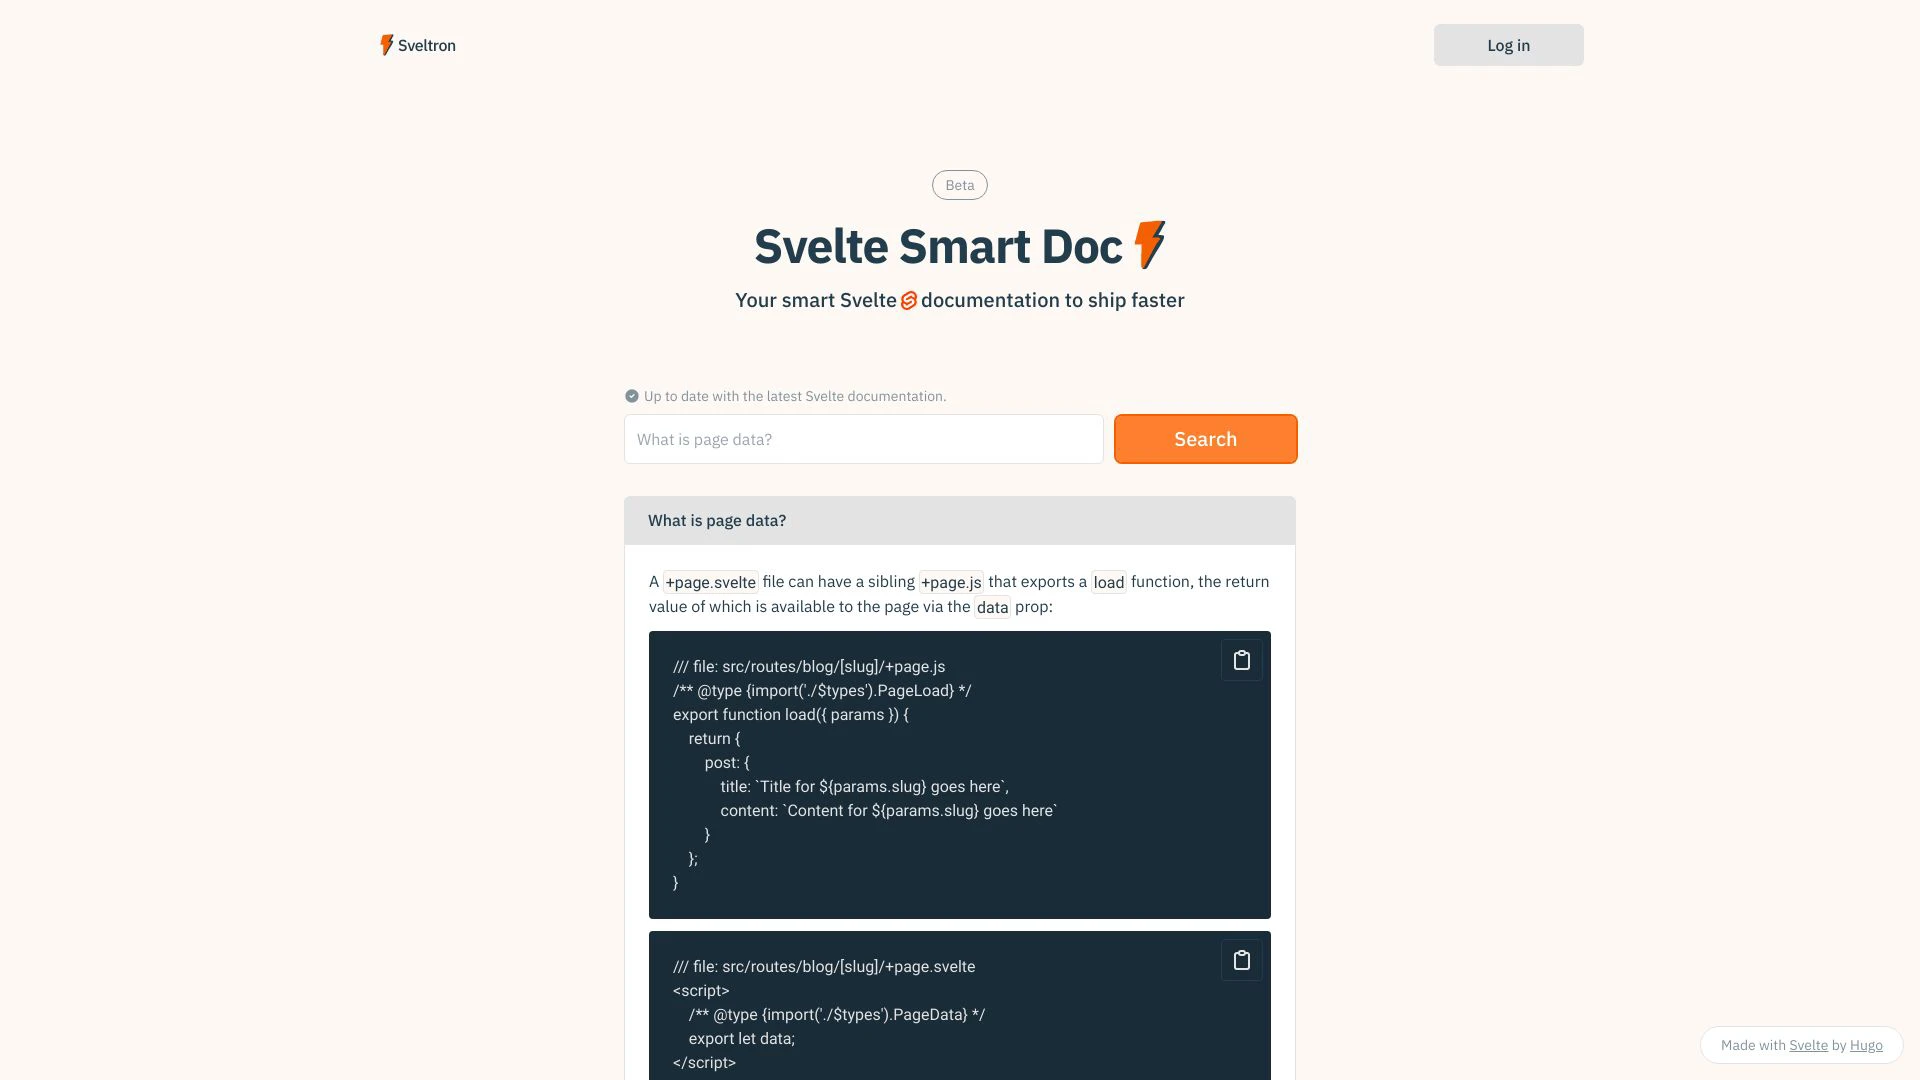 Sveltron
Log in
Beta
Svelte Smart Doc
Your smart Svelte documentation to ship faster
Up to date with the latest Svelte documentation.
What is page data?
Search
What is page data?
A +page.svelte file can have a sibling +page.js that exports a load function, the return
value of which is available to the page via the data prop:
/// file: src/routes/blog/[slug]/+page.js
/** @type {import('./$types').PageLoad} */
export function load({ params }) {
    return {
        post: {
            title: `Title for ${params.slug} goes here`,
            content: `Content for ${params.slug} goes here`
        }
    };
}
/// file: src/routes/blog/[slug]/+page.svelte
<script>
    /** @type {import('./$types').PageData} */
    export let data;
</script>
Made with Svelte by Hugo